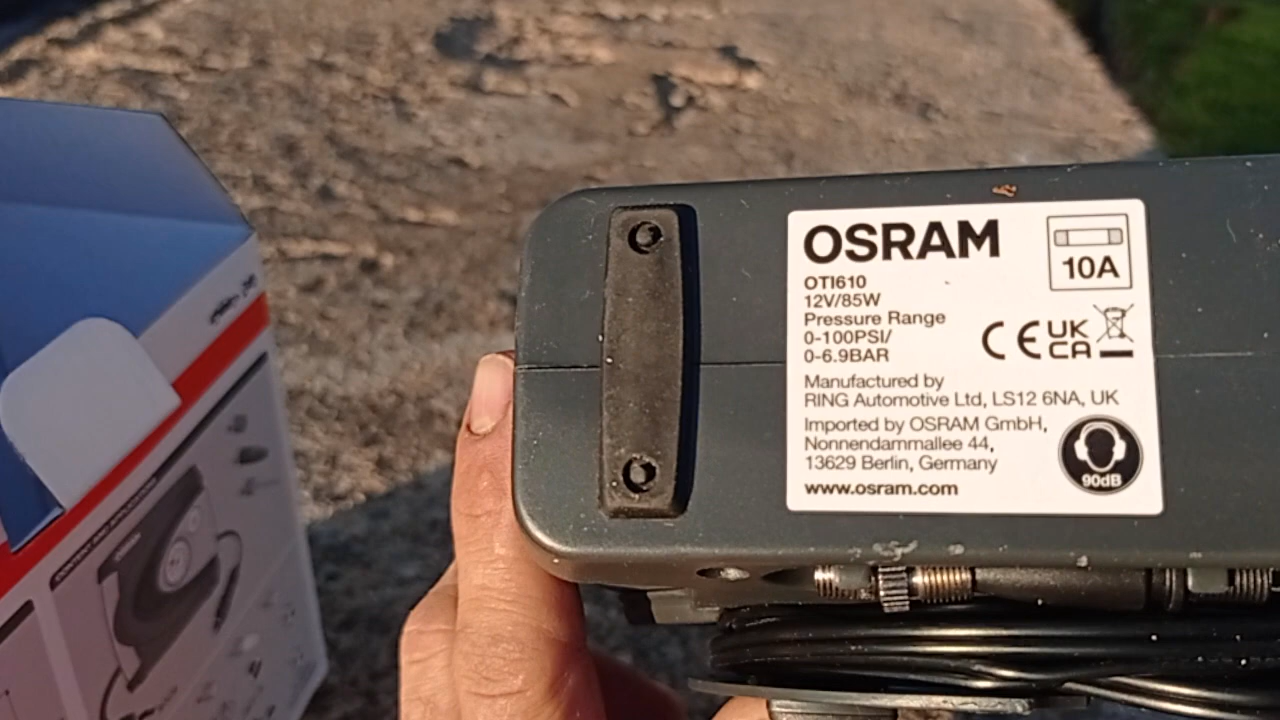 OSRAM
10A
OTI610
12V/85W
Pressure Range
0-100PSI/
0-6.9BAR
CE UK
CA
Manufactured by
RING Automotive Ltd, LS12 6NA, UK
Imported by OSRAM GmbH,
Nonnendammallee 44,
13629 Berlin, Germany
90dB
www.osram.com